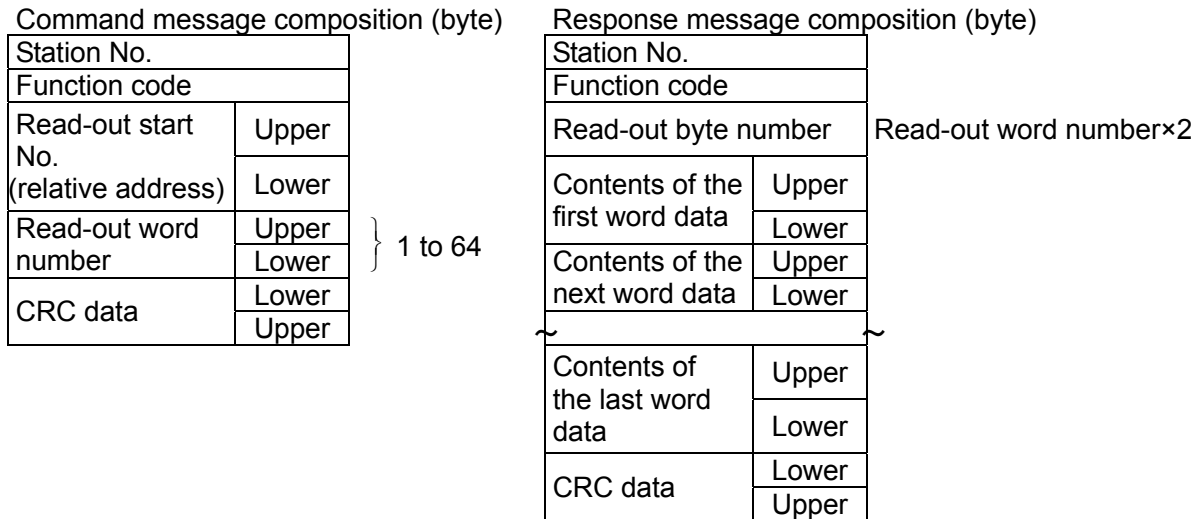 Command message composition (byte)
Station No.
Function code
Read-out start
No.
(relative address)
Upper
Lower
Read-out word
number
Upper
Lower
1 to 64
CRC data
Lower
Upper
Response message composition (byte)
Station No.
Function code
Read-out byte number
Read-out word number×2
Contents of the
first word data
Upper
Lower
Contents of the
next word data
Upper
Lower
~ ~
Contents of
the last word
data
Upper
Lower
CRC data
Lower
Upper